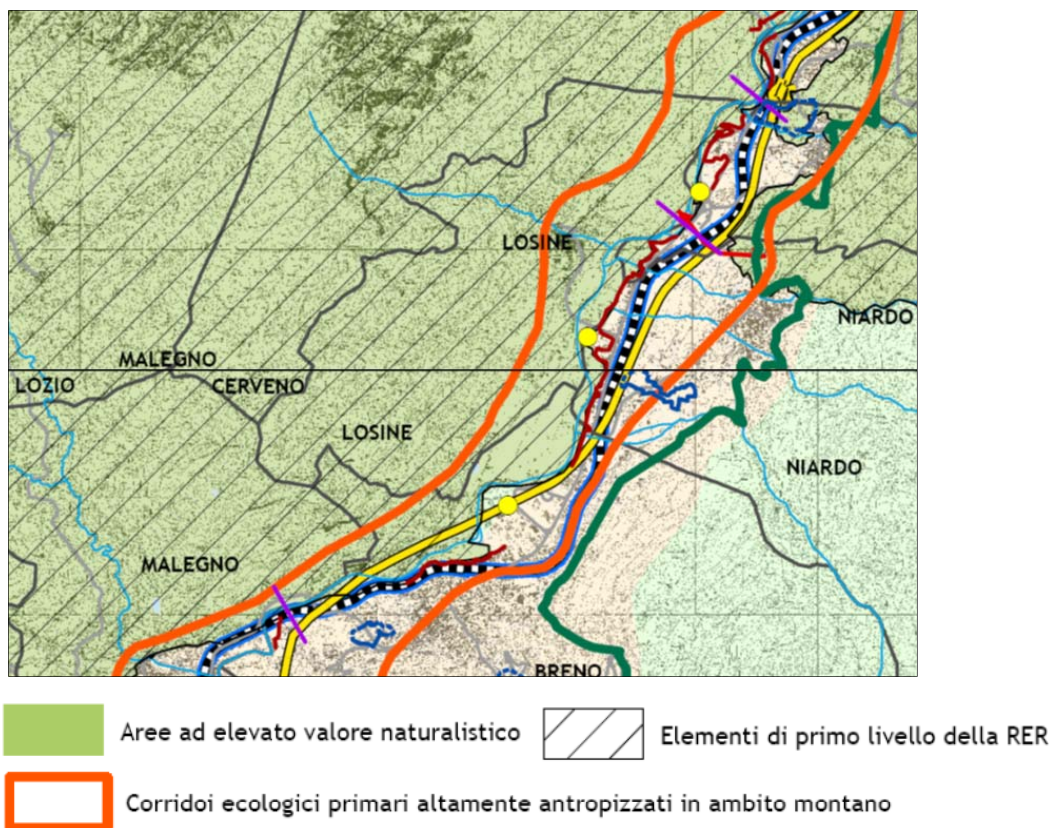 LOSINE
NIARDO
MALEGNO
LOZIO
CERVENO
LOSINE
NIARDO
MALEGNO
BRENO
Aree ad elevato valore naturalistico
Elementi di primo livello della RER
Corridoi ecologici primari altamente antropizzati in ambito montano